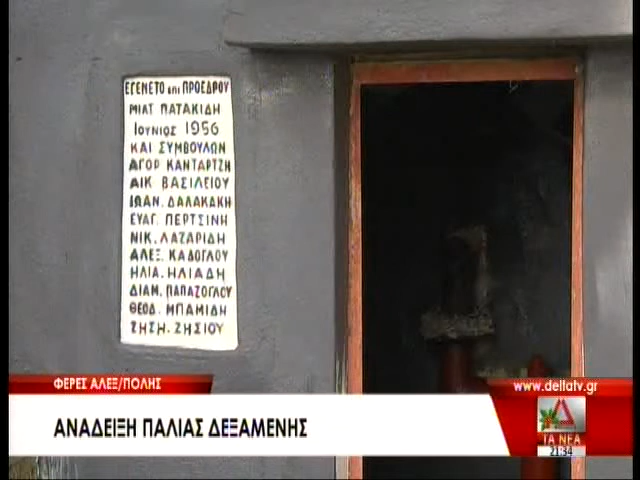 ΕΓΕΝΕΤΟ επι ΠΡΟΕΔΡΟΥ
ΜΙΛΤ ΠΑΤΑΚΙΔΗ
ΙΟΥΝΙΟΣ 1956
ΚΑΙ ΣΥΜΒΟΥΛΩΝ
ΑΓΟΡ ΚΑΝΤΑΡΤΖΗ
ΑΙΚ ΒΑΣΙΛΕΙΟΥ
ΙΩΑΝ. ΔΑΛΑΚΑΚΗ
ΕΥΑΓ. ΠΕΡΤΣΙΝΗ
ΝΙΚ. ΛΑΖΑΡΙΔΗ
ΑΛΕΞ. ΚΑΔΟΓΛΟΥ
ΗΛΙΑ. ΗΛΙΑΔΗ
ΔΙΑΜ. ΠΑΠΑΖΟΓΛΟΥ
ΘΕΟΔ. ΜΠΑΜΙΔΗ
ΖΗΣΗ. ΖΗΣΙΟΥ
ΦΕΡΕΣ ΑΛΕΞ/ΠΟΛΗΣ
www.deltatv.gr
ΑΝΑΔΕΙΞΗ ΠΑΛΙΑΣ ΔΕΞΑΜΕΝΗΣ
ΤΑ ΝΕΑ
21:34